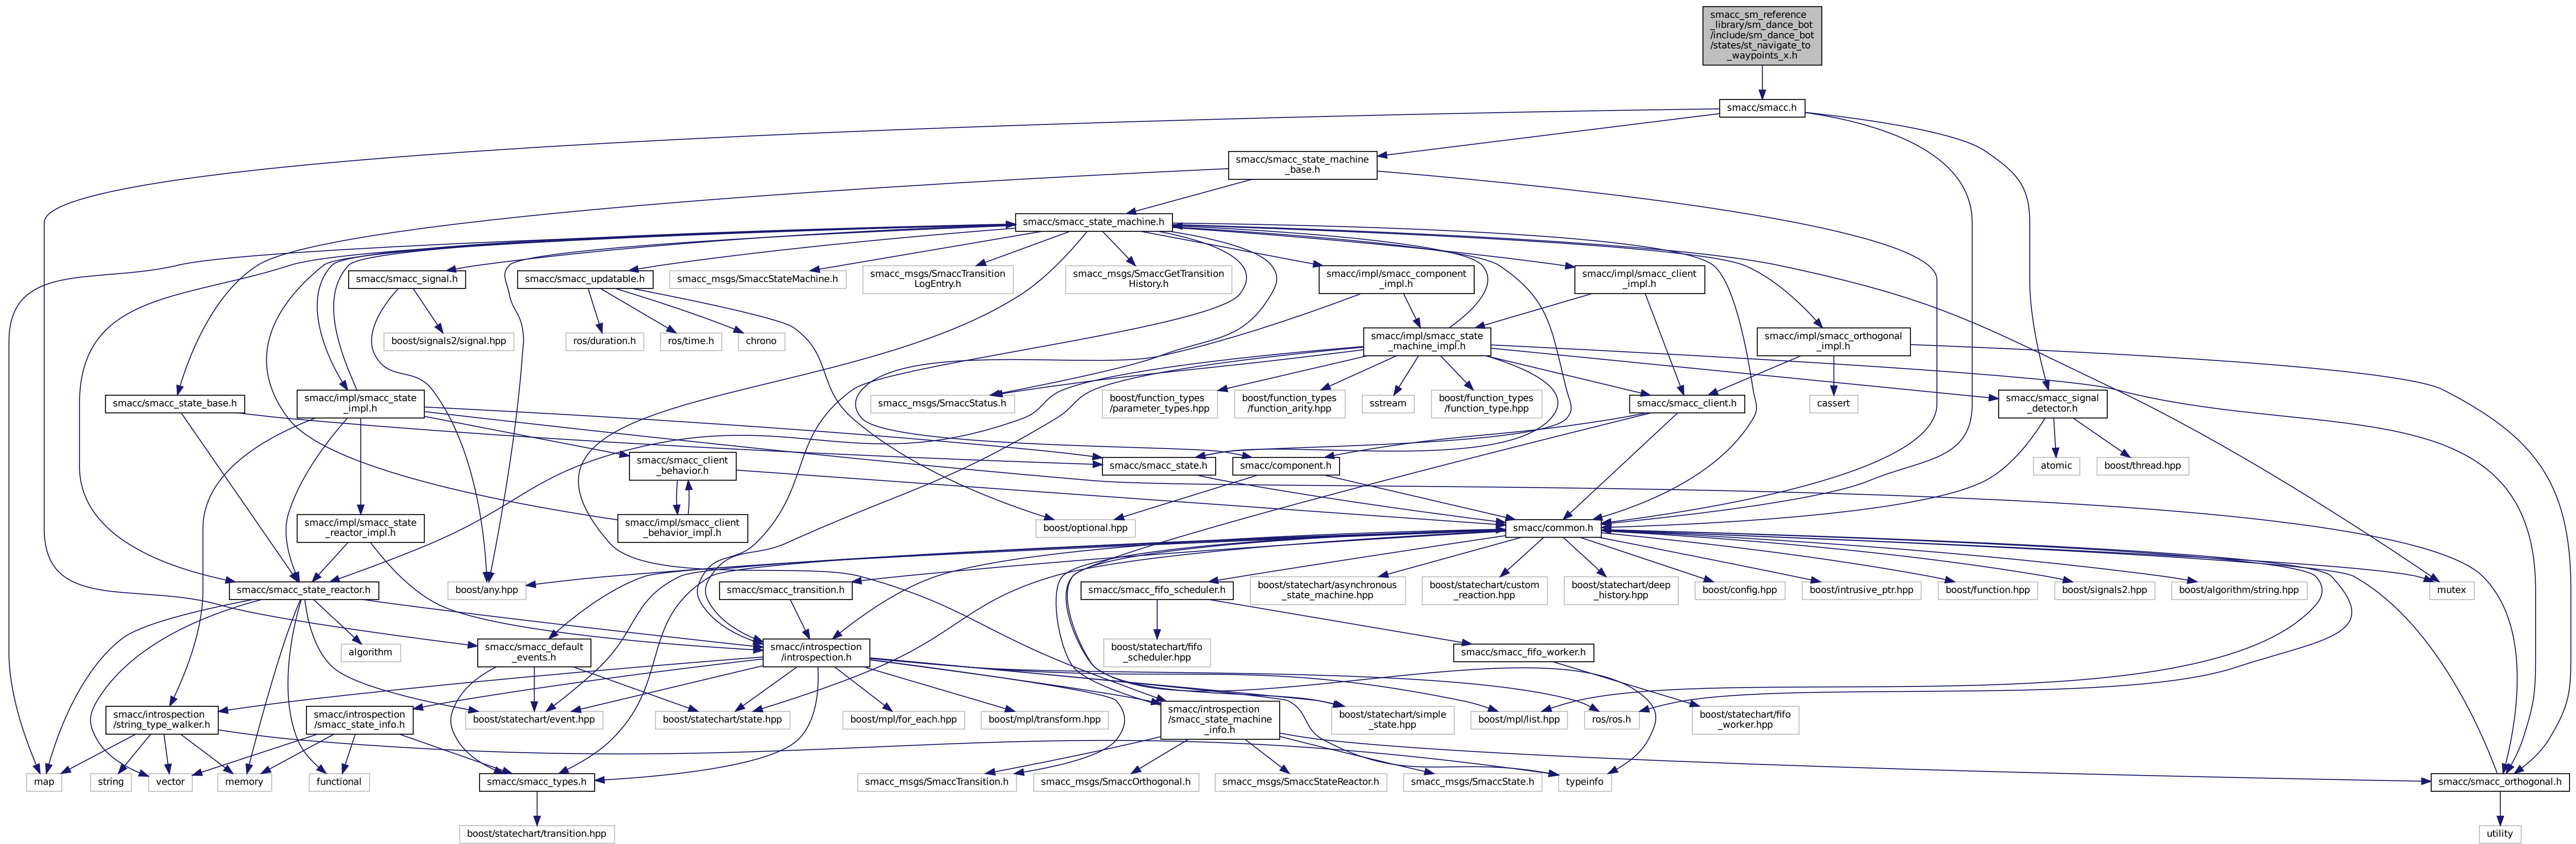 smacc_sm_reference
_library/sm_dance_bot
/include/sm_dance_bot
/states/st_navigate_to
_waypoints_x.h
smacc/smacc.h
smacc/smacc_state_machine
_base.h
smacc/smacc_state_machine.h
smacc/smacc_signal.h
smacc/smacc_updatable.h
smacc_msgs/SmaccStateMachine.h
smacc_msgs/SmaccTransition
LogEntry.h
smacc_msgs/SmaccGetTransition
History.h
smacc/impl/smacc_component
_impl.h
smacc/impl/smacc_client
_impl.h
boost/signals2/signal.hpp
ros/duration.h
ros/time.h
chrono
smacc/impl/smacc_state
_machine_impl.h
smacc/impl/smacc_orthogonal
_impl.h
smacc/smacc_state_base.h
smacc/impl/smacc_state
_impl.h
smacc_msgs/SmaccStatus.h
boost/function_types
/parameter_types.hpp
boost/function_types
/function_arity.hpp
sstream
boost/function_types
/function_type.hpp
smacc/smacc_client.h
cassert
smacc/smacc_signal
_detector.h
smacc/smacc_client
_behavior.h
smacc/smacc_state.h
smacc/component.h
atomic
boost/thread.hpp
smacc/impl/smacc_state
_reactor_impl.h
smacc/impl/smacc_client
_behavior_impl.h
boost/optional.hpp
smacc/common.h
smacc/smacc_state_reactor.h
boost/any.hpp
smacc/smacc_transition.h
smacc/smacc_fifo_scheduler.h
boost/statechart/asynchronous
_state_machine.hpp
boost/statechart/custom
_reaction.hpp
boost/statechart/deep
_history.hpp
boost/config.hpp
boost/intrusive_ptr.hpp
boost/function.hpp
boost/signals2.hpp
boost/algorithm/string.hpp
mutex
algorithm
smacc/smacc_default
_events.h
smacc/introspection
/introspection.h
boost/statechart/fifo
_scheduler.hpp
smacc/smacc_fifo_worker.h
smacc/introspection
/string_type_walker.h
smacc/introspection
/smacc_state_info.h
boost/statechart/event.hpp
boost/statechart/state.hpp
boost/mpl/for_each.hpp
boost/mpl/transform.hpp
smacc/introspection
/smacc_state_machine
_info.h
boost/statechart/simple
_state.hpp
boost/mpl/list.hpp
ros/ros.h
boost/statechart/fifo
_worker.hpp
map
string
vector
memory
functional
smacc/smacc_types.h
smacc_msgs/SmaccTransition.h
smacc_msgs/SmaccOrthogonal.h
smacc_msgs/SmaccStateReactor.h
smacc_msgs/SmaccState.h
typeinfo
smacc/smacc_orthogonal.h
boost/statechart/transition.hpp
utility